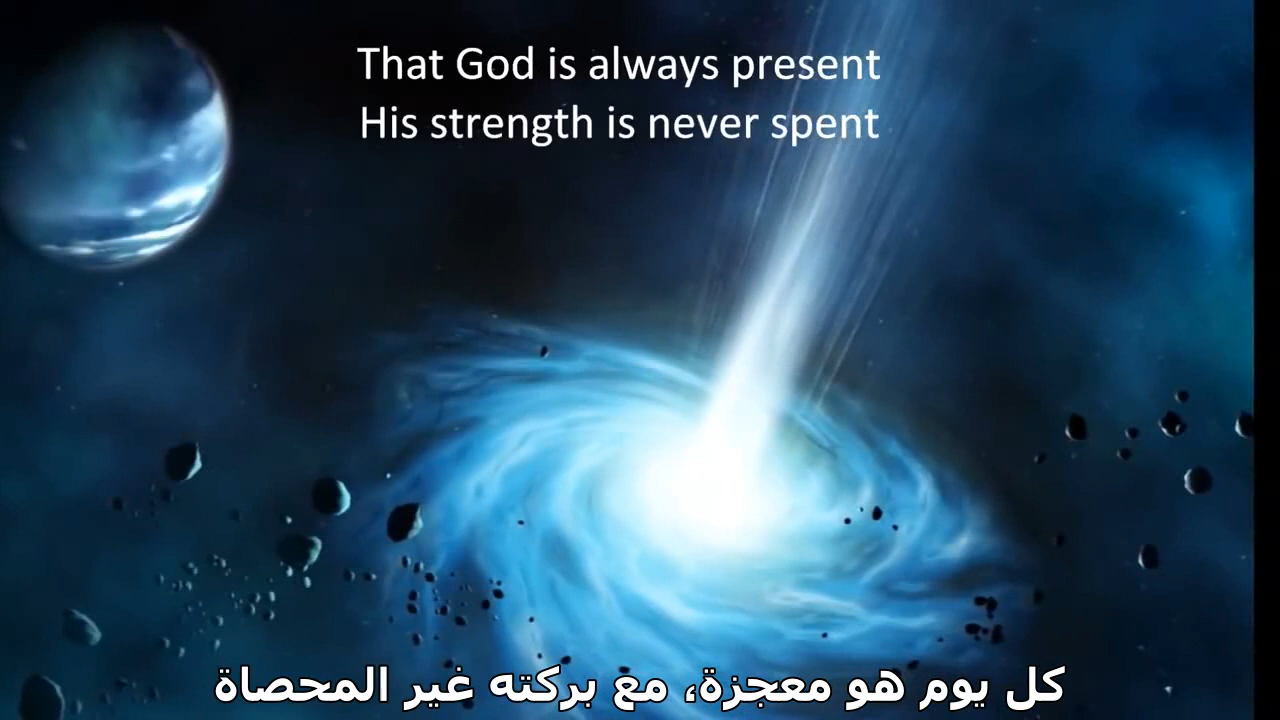 That God is always present
His strength is never spent
كل يوم هو معجزة، مع بركته غير المحصاة